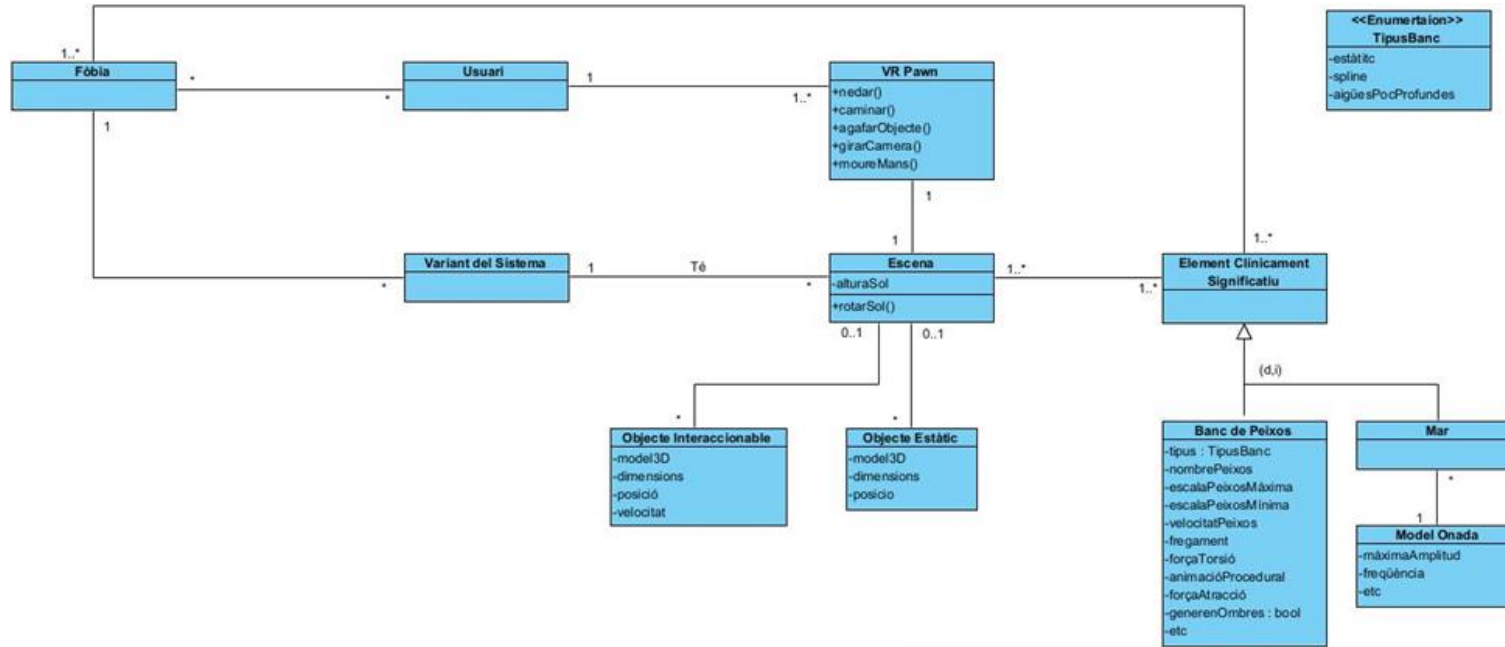 <<Enumertaion>>
TipusBanc
-estàtitc
-spline
-aigüesPocProfundes
1..*
Fòbia
*
*
Usuari
1
1..*
VR Pawn
+nedar()
+caminar()
+agafarObjecte()
+girarCamera()
+moureMans()
1
1
1
*
Variant del Sistema
1
Té
*
Escena
-alturaSol
+rotarSol()
1..*
1..*
1..*
Element Clínicament
Significatiu
0..1
0..1
(d,i)
*
*
Objecte Interaccionable
-model3D
-dimensions
-posició
-velocitat
Objecte Estàtic
-model3D
-dimensions
-posicio
Banc de Peixos
-tipus : TipusBanc
-nombrePeixos
-escalaPeixosMàxima
-escalaPeixosMínima
-velocitatPeixos
-fregament
-forçaTorsió
-animacióProcedural
-forçaAtracció
-generenOmbres : bool
-etc
Mar
*
1
Model Onada
-màximaAmplitud
-freqüència
-etc